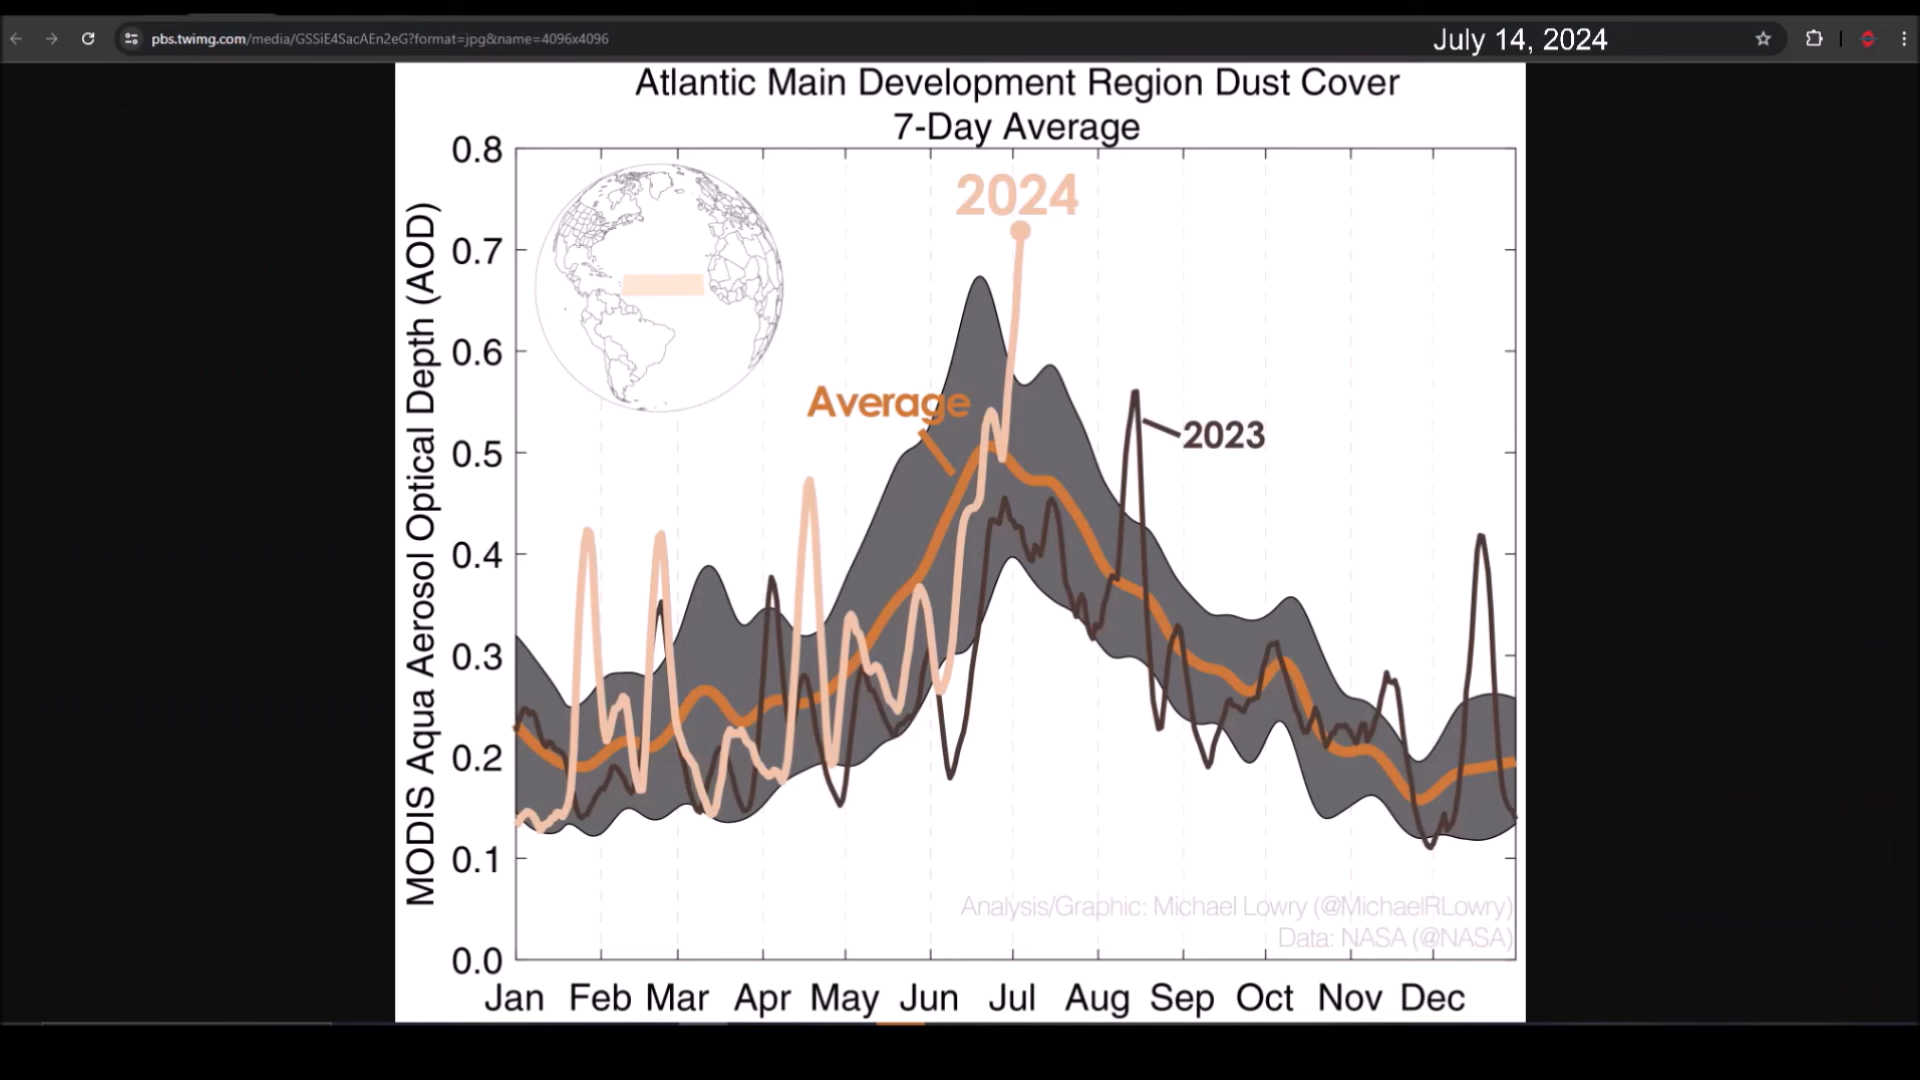 pbs.twimg.com/media/GSSiE4SacAEn2eG?format=jpg&name=4096x4096
July 14, 2024
Atlantic Main Development Region Dust Cover
7-Day Average
MODIS Aqua Aerosol Optical Depth (AOD)
0.8
0.7
0.6
0.5
0.4
0.3
0.2
0.1
0.0
2024
Average
2023
Analysis/Graphic: Michael Lowry (@MichaelRLowry)
Data: NASA (@NASA)
Jan Feb Mar Apr May Jun Jul Aug Sep Oct Nov Dec